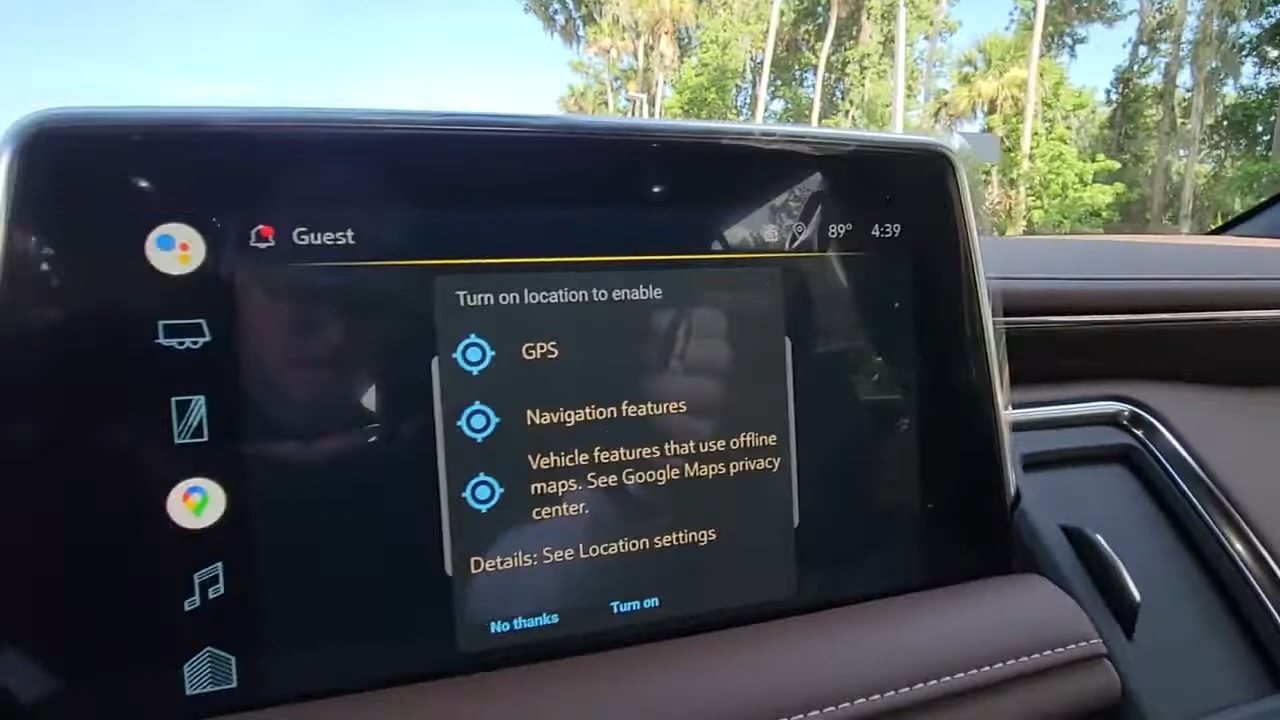 Guest
89° 4:39
Turn on location to enable
GPS
Navigation features
Vehicle features that use offline
maps. See Google Maps privacy
center.
Details: See Location settings
No thanks
Turn on